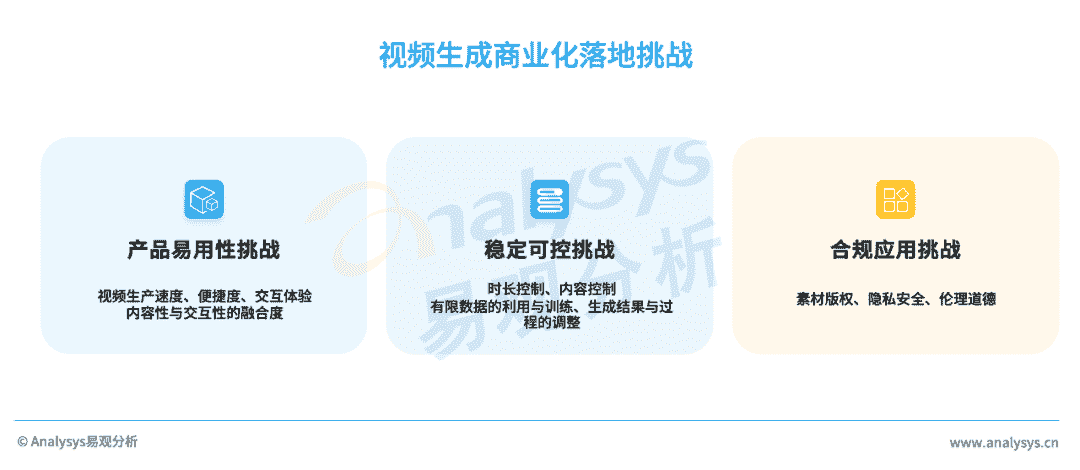 视频生成商业化落地挑战
产品易用性挑战
视频生产速度、便捷度、交互体验
内容性与交互性的融合度
稳定可控挑战
时长控制、内容控制
有限数据的利用与训练、生成结果与过
程的调整
合规应用挑战
素材版权、隐私安全、伦理道德
analysys
易观分析
© Analysys易观分析
www.analysys.cn